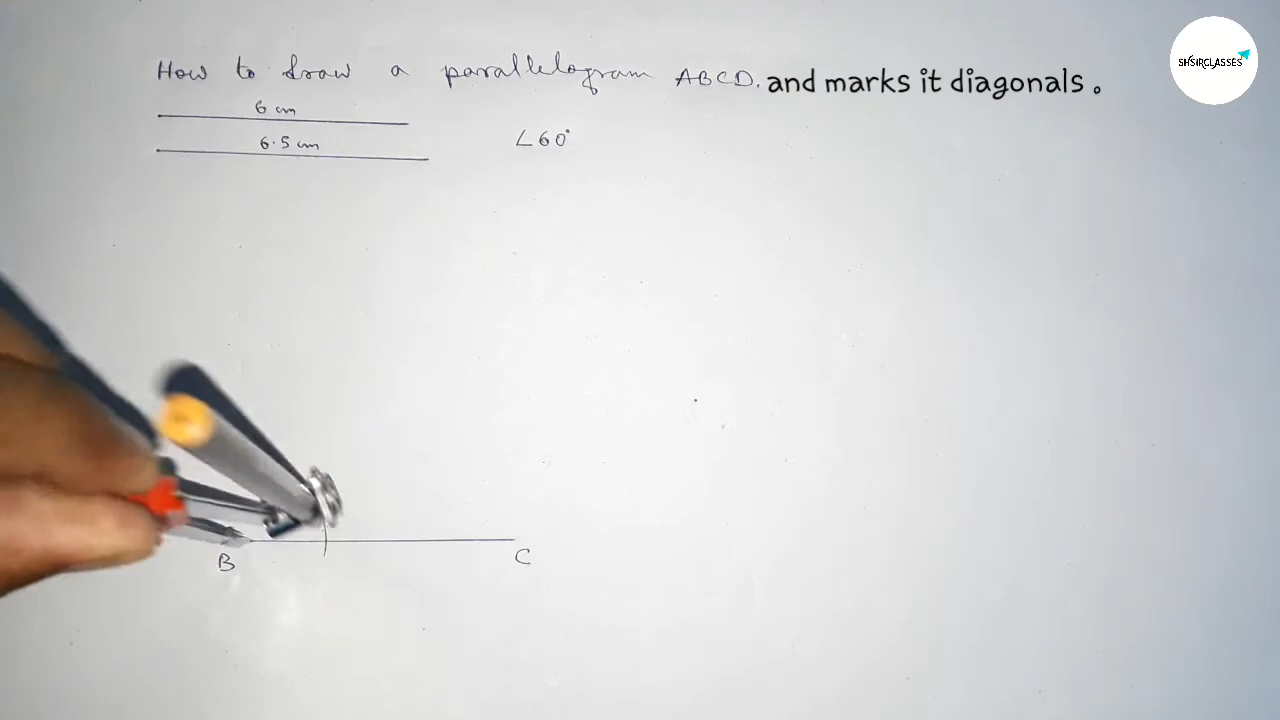 How to draw a parallelogram ABCD. and marks it diagonals.
6 cm
6.5 cm
∠60°
B
C
SHSIRCLASSES